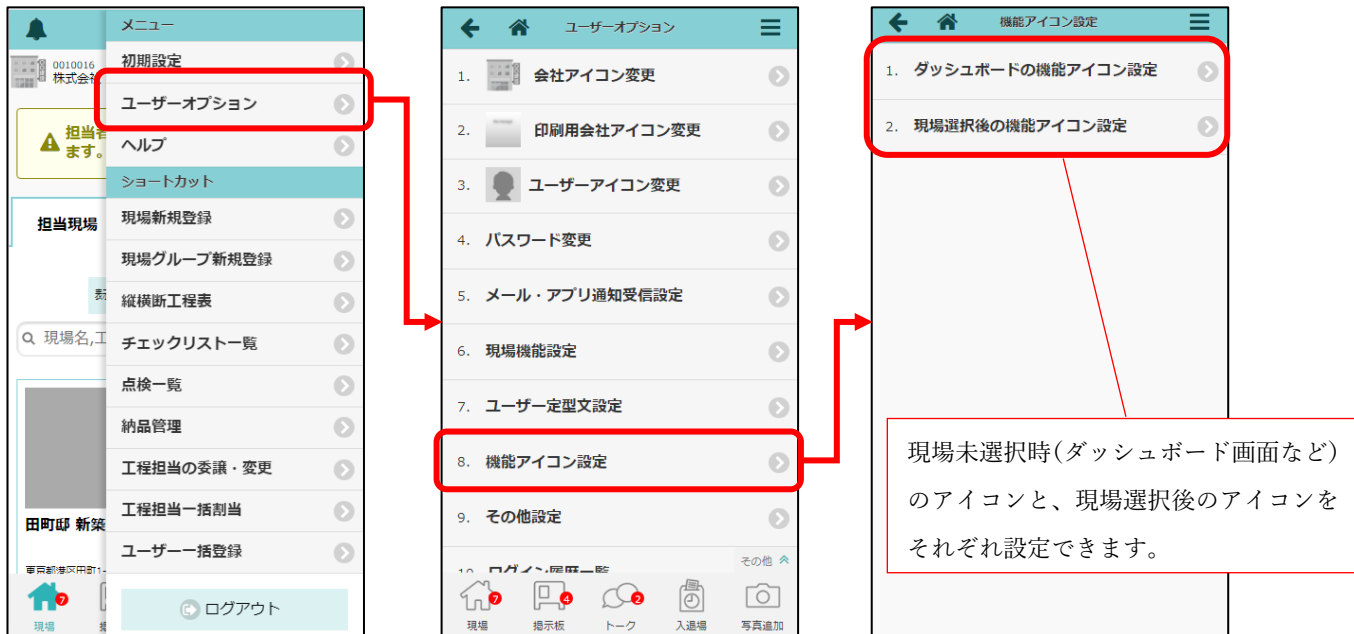 メニュー
0010016
株式会社
初期設定
ユーザーオプション
担当者
ます。
ヘルプ
ショートカット
担当現場
現場新規登録
現場グループ新規登録
縦横断工程表
現場名,工
チェックリスト一覧
点検一覧
納品管理
工程担当の委譲・変更
田町邸 新築
工程担当一括割当
ユーザー一括登録
東京都港区田町1-
7
ログアウト
現場
ユーザーオプション
1. 会社アイコン変更
2. 印刷用会社アイコン変更
3. ユーザーアイコン変更
4. パスワード変更
5. メール・アプリ通知受信設定
6. 現場機能設定
7. ユーザー定型文設定
8. 機能アイコン設定
9. その他設定
その他
10. ログイン履歴一覧
7 4 2
現場 掲示板 トーク 入退場 写真追加
機能アイコン設定
1. ダッシュボードの機能アイコン設定
2. 現場選択後の機能アイコン設定
現場未選択時(ダッシュボード画面など)
のアイコンと、現場選択後のアイコンを
それぞれ設定できます。